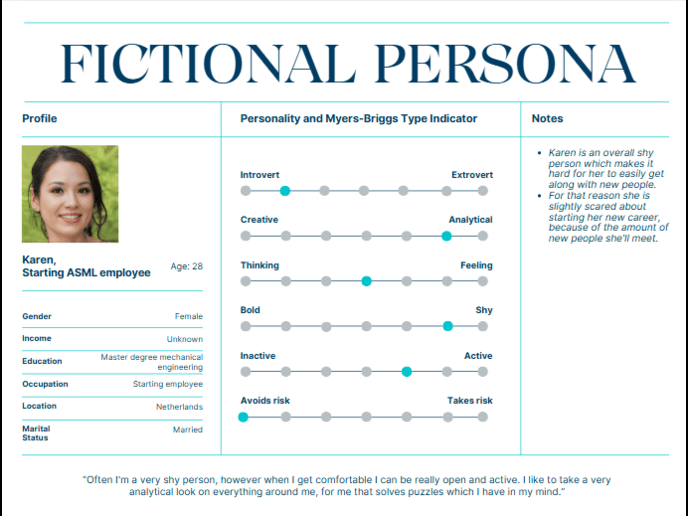 FICTIONAL PERSONA
Profile
Karen,
Starting ASML employee
Age: 28
Gender Female
Income Unknown
Education Master degree mechanical
engineering
Occupation Starting employee
Location Netherlands
Marital
Status Married
Personality and Myers-Briggs Type Indicator
Introvert Extrovert
Creative Analytical
Thinking Feeling
Bold Shy
Inactive Active
Avoids risk Takes risk
Notes
• Karen is an overall shy
person which makes it
hard for her to easily get
along with new people.
• For that reason she is
slightly scared about
starting her new career,
because of the amount of
new people she'll meet.
"Often I'm a very shy person, however when I get comfortable I can be really open and active. I like to take a very
analytical look on everything around me, for me that solves puzzles which I have in my mind."